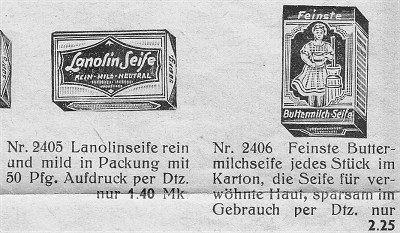 Lanolin Seife
REIN-MILD-NEUTRAL
Nr. 2405 Lanolinseife rein
und mild in Packung mit
50 Pfg. Aufdruck per Dtz.
nur 1.40 Mk
Feinste
Buttermilch-Seife
Nr. 2406 Feinste Butter-
milchseife jedes Stück im
Karton, die Seife für ver-
wöhnte Haut, sparsam im
Gebrauch per Dtz. nur
2.25